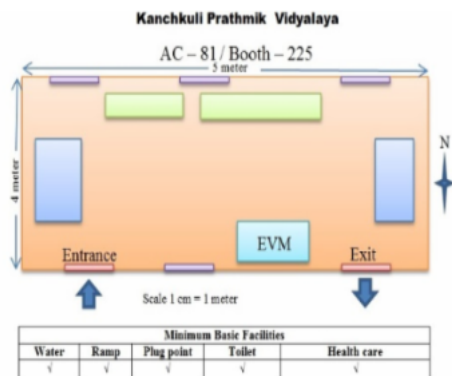 Kanchkuli Prathmik Vidyalaya
AC – 81/ Booth – 225
5 meter
4 meter
N
EVM
Entrance
Exit
Scale 1 cm = 1 meter
Minimum Basic Facilities
Water Ramp Plug point Toilet Health care
√ √ √ √ √